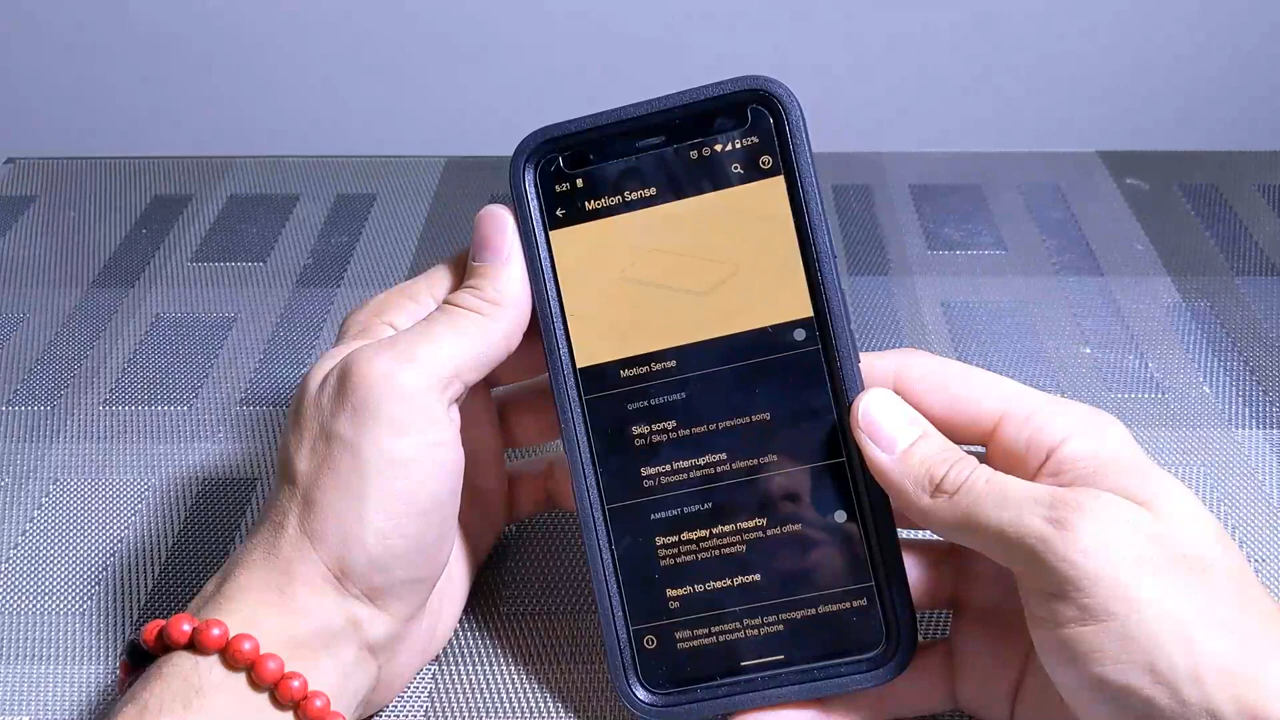 5:21
52%
Motion Sense
Motion Sense
QUICK GESTURES
Skip songs
On / Skip to the next or previous song
Silence interruptions
On / Snooze alarms and silence calls
AMBIENT DISPLAY
Show display when nearby
Show time, notification icons, and other
info when you're nearby
Reach to check phone
On
With new sensors, Pixel can recognize distance and
movement around the phone